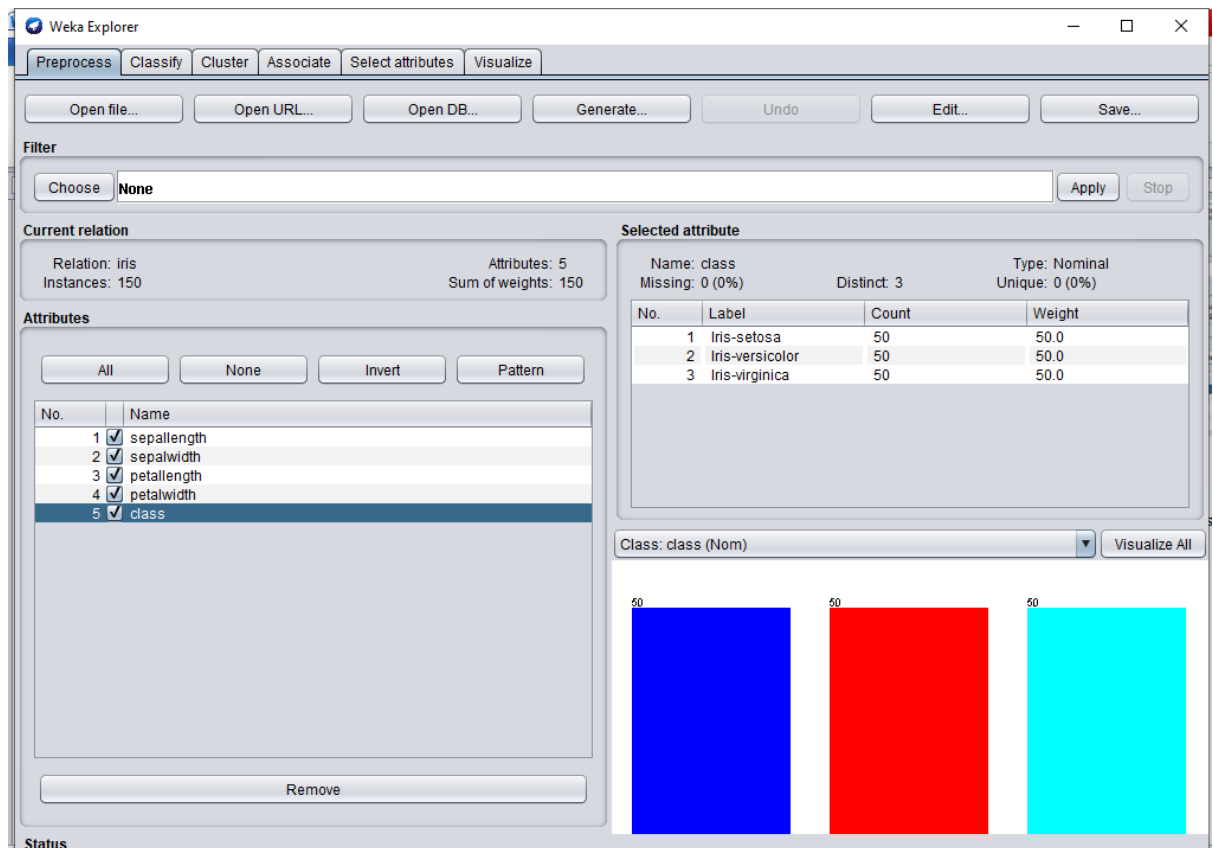 Weka Explorer
Preprocess Classify Cluster Associate Select attributes Visualize
Open file... Open URL... Open DB... Generate... Undo Edit... Save...
Filter
Choose None Apply Stop
Current relation
Relation: iris Attributes: 5
Instances: 150 Sum of weights: 150
Attributes
All None Invert Pattern
No. Name
1 sepallength
2 sepalwidth
3 petallength
4 petalwidth
5 class
Remove
Status
Selected attribute
Name: class Type: Nominal
Missing: 0 (0%) Distinct: 3 Unique: 0 (0%)
No. Label Count Weight
1 Iris-setosa 50 50.0
2 Iris-versicolor 50 50.0
3 Iris-virginica 50 50.0
Class: class (Nom) Visualize All
50 50 50